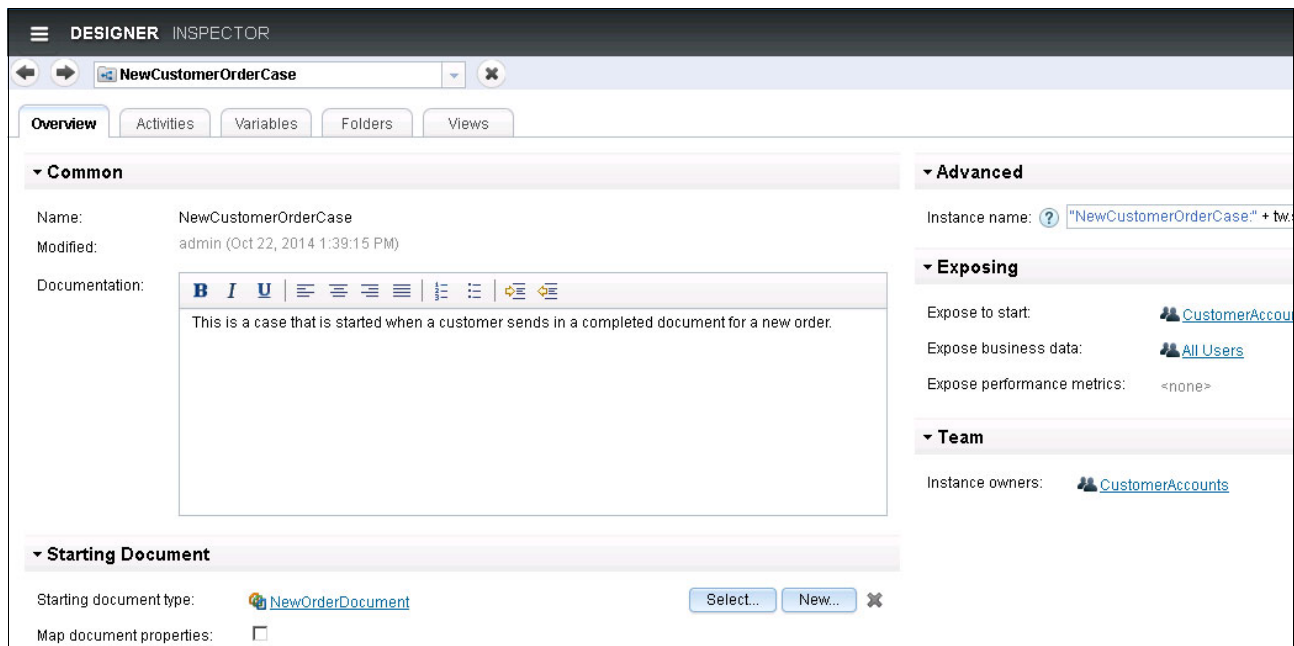 DESIGNER INSPECTOR
NewCustomerOrderCase
Overview Activities Variables Folders Views
Common
Name: NewCustomerOrderCase
Modified: admin (Oct 22, 2014 1:39:15 PM)
Documentation:
B I U
This is a case that is started when a customer sends in a completed document for a new order.
Starting Document
Starting document type: NewOrderDocument Select... New...
Map document properties:
Advanced
Instance name: ? "NewCustomerOrderCase:" + tw.
Exposing
Expose to start: CustomerAccou
Expose business data: All Users
Expose performance metrics: <none>
Team
Instance owners: CustomerAccounts